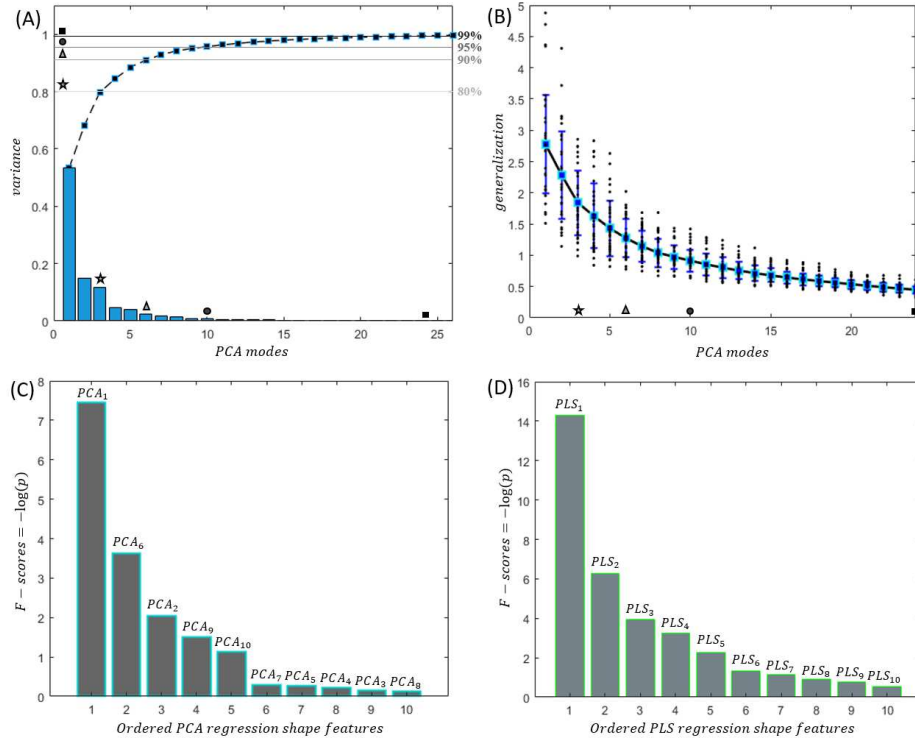 (A)
1
0.8
0.6
0.4
0.2
0
variance
99%
95%
90%
80%
0 5 10 15 20 25
PCA modes
(B)
5
4.5
4
3.5
3
2.5
2
1.5
1
0.5
0
generalization
0 5 10 15 20
PCA modes
(C)
8
7
6
5
4
3
2
1
0
F − scores = −log(p)
PCA₁
PCA₆
PCA₂
PCA₉
PCA₁₀
PCA₇ PCA₅ PCA₄ PCA₃ PCA₈
1 2 3 4 5 6 7 8 9 10
Ordered PCA regression shape features
(D)
16
14
12
10
8
6
4
2
0
F − scores = −log(p)
PLS₁
PLS₂
PLS₃
PLS₄
PLS₅
PLS₆ PLS₇ PLS₈ PLS₉ PLS₁₀
1 2 3 4 5 6 7 8 9 10
Ordered PLS regression shape features